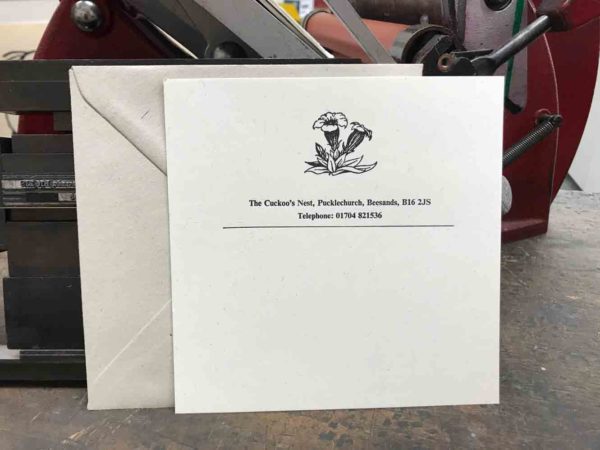 The Cuckoo's Nest, Pucklechurch, Beesands, B16 2JS
Telephone: 01704 821536